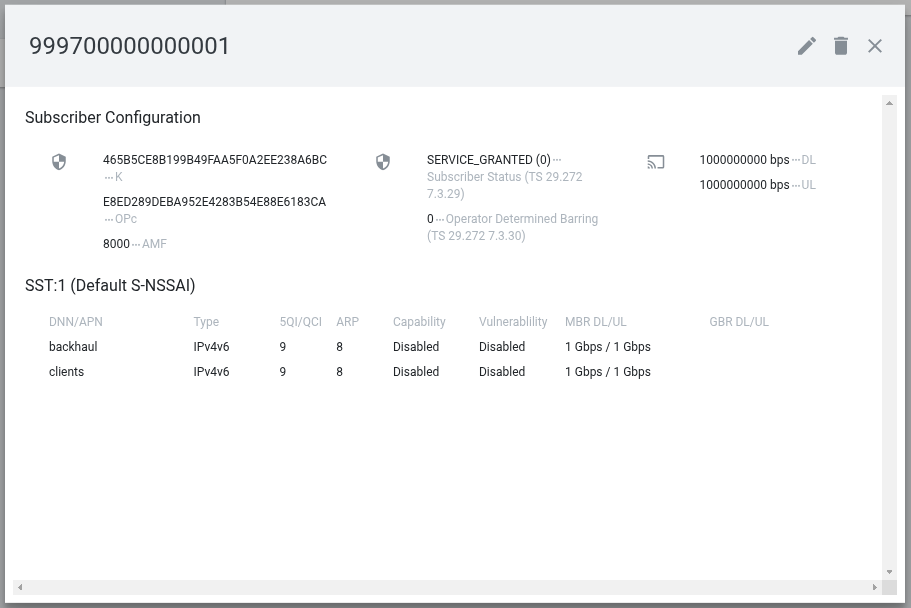 999700000000001
Subscriber Configuration
465B5CE8B199B49FAA5F0A2EE238A6BC
···K
E8ED289DEBA952E4283B54E88E6183CA
···OPc
8000···AMF
SERVICE_GRANTED (0)···
Subscriber Status (TS 29.272
7.3.29)
0···Operator Determined Barring
(TS 29.272 7.3.30)
1000000000 bps···DL
1000000000 bps···UL
SST:1 (Default S-NSSAI)
DNN/APN Type 5QI/QCI ARP Capability Vulnerablility MBR DL/UL GBR DL/UL
backhaul IPv4v6 9 8 Disabled Disabled 1 Gbps / 1 Gbps
clients IPv4v6 9 8 Disabled Disabled 1 Gbps / 1 Gbps